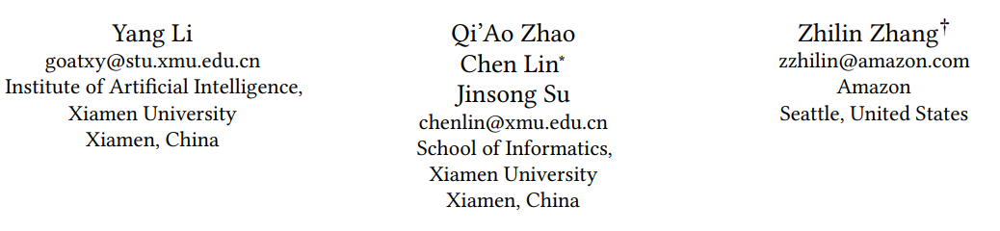 Yang Li
goatxy@stu.xmu.edu.cn
Institute of Artificial Intelligence,
Xiamen University
Xiamen, China
Qi'Ao Zhao
Chen Lin*
Jinsong Su
chenlin@xmu.edu.cn
School of Informatics,
Xiamen University
Xiamen, China
Zhilin Zhang†
zzhilin@amazon.com
Amazon
Seattle, United States